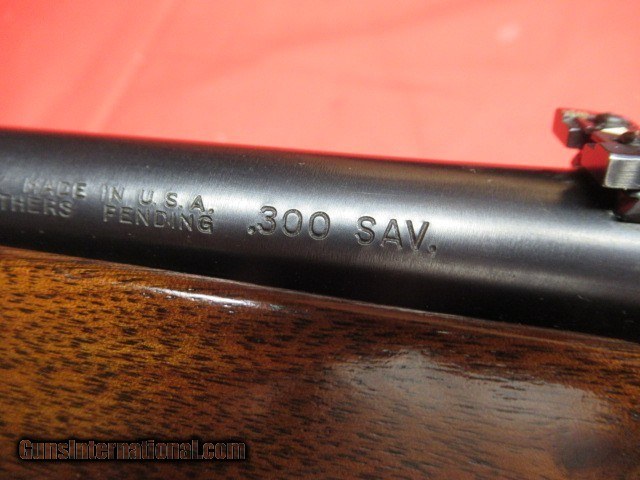 MADE IN U.S.A.
OTHERS PENDING
.300 SAV.
GunsInternational.com